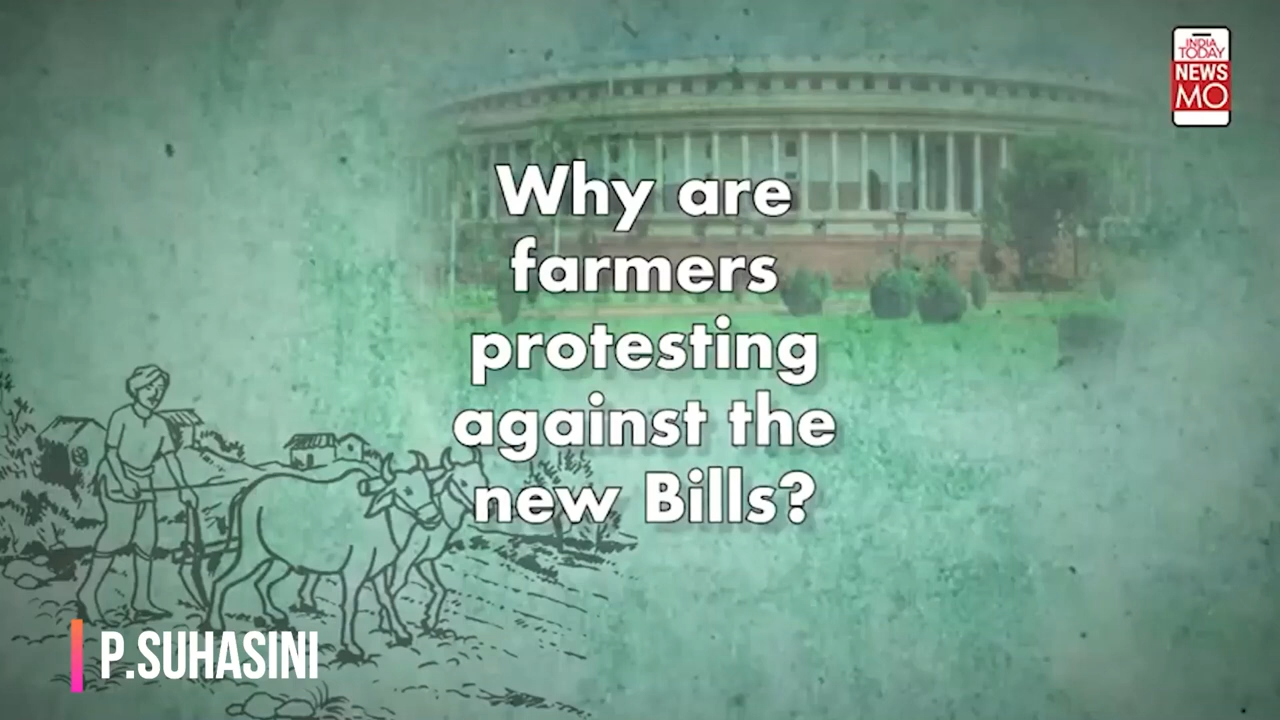 INDIA
TODAY
NEWS
MO
Why are
farmers
protesting
against the
new Bills?
P.SUHASINI